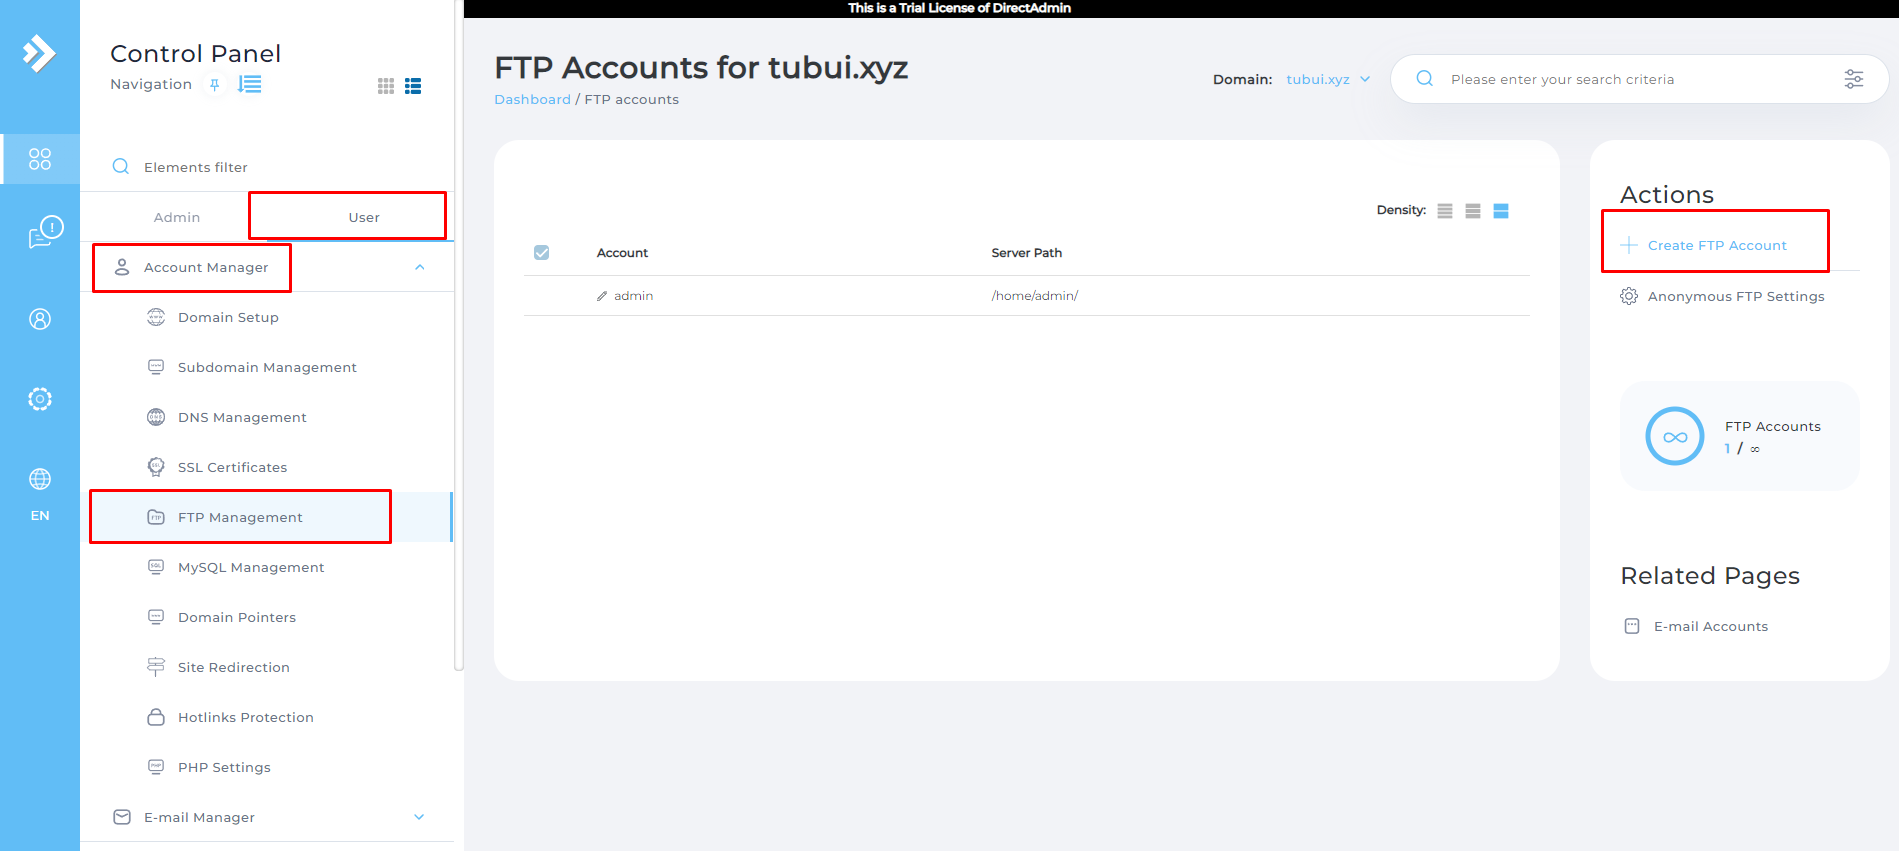 This is a Trial License of DirectAdmin
Control Panel
Navigation
Elements filter
Admin
User
Account Manager
Domain Setup
Subdomain Management
DNS Management
SSL Certificates
FTP Management
MySQL Management
Domain Pointers
Site Redirection
Hotlinks Protection
PHP Settings
E-mail Manager
EN
FTP Accounts for tubui.xyz
Dashboard / FTP accounts
Domain: tubui.xyz
Please enter your search criteria
Density:
Account Server Path
admin /home/admin/
Actions
Create FTP Account
Anonymous FTP Settings
FTP Accounts
1 / ∞
Related Pages
E-mail Accounts